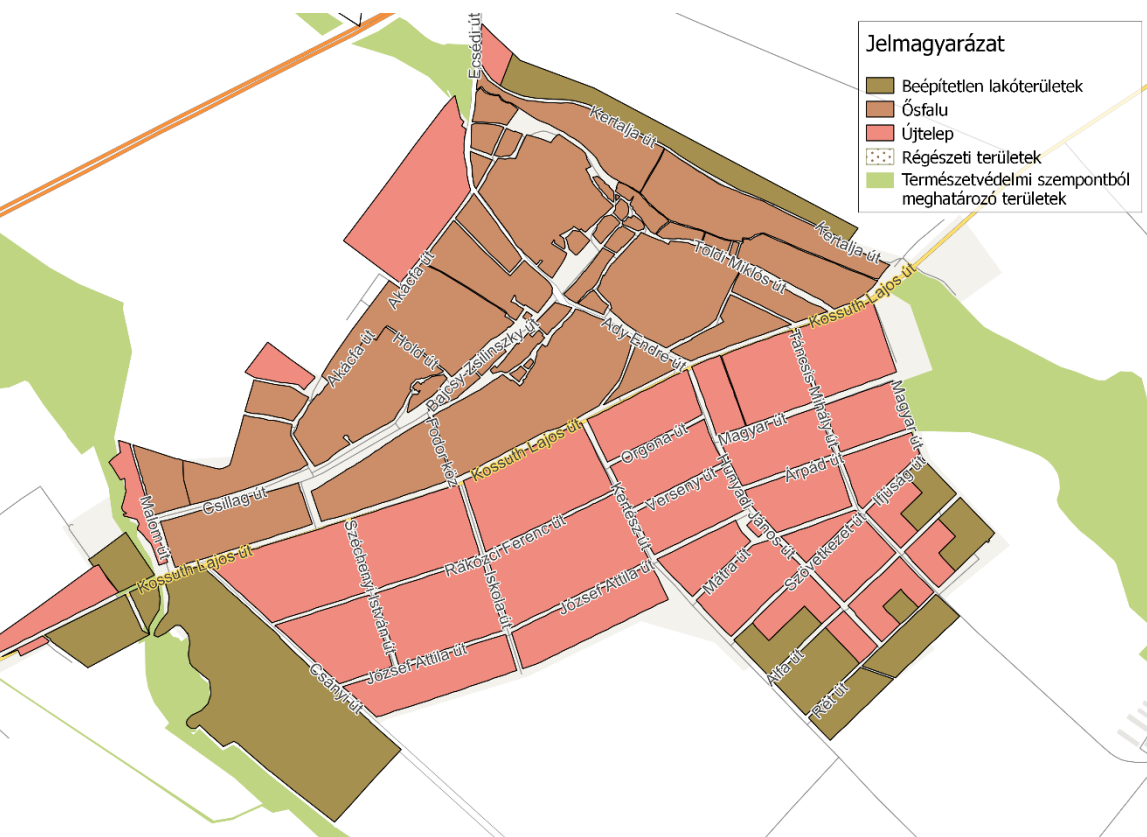 Jelmagyarázat
Beépítetlen lakóterületek
Ősfalu
Újtelep
Régészeti területek
Természetvédelmi szempontból
meghatározó területek
Ecsédi út
Kertalja út
Kertalja út
Toldi Miklós út
Kossuth Lajos út
Akácfa út
Ady Endre út
Hold út
Akácfa út
Bajcsy-Zsilinszky út
Táncsis Mihály út
Magyar út
Fodor köz
Kossuth Lajos út
Orgona út
Magyar út
Árpád út
Csillag út
Malom út
Kertész út
Verseny út
Hunyadi János út
Ifjuság út
Kossuth Lajos út
Széchenyi István út
Rákóczi Ferenc út
Iskola út
József Attila út
Mátra út
Szövetkezet út
József Attila út
Csányi út
Alfa út
Rét út